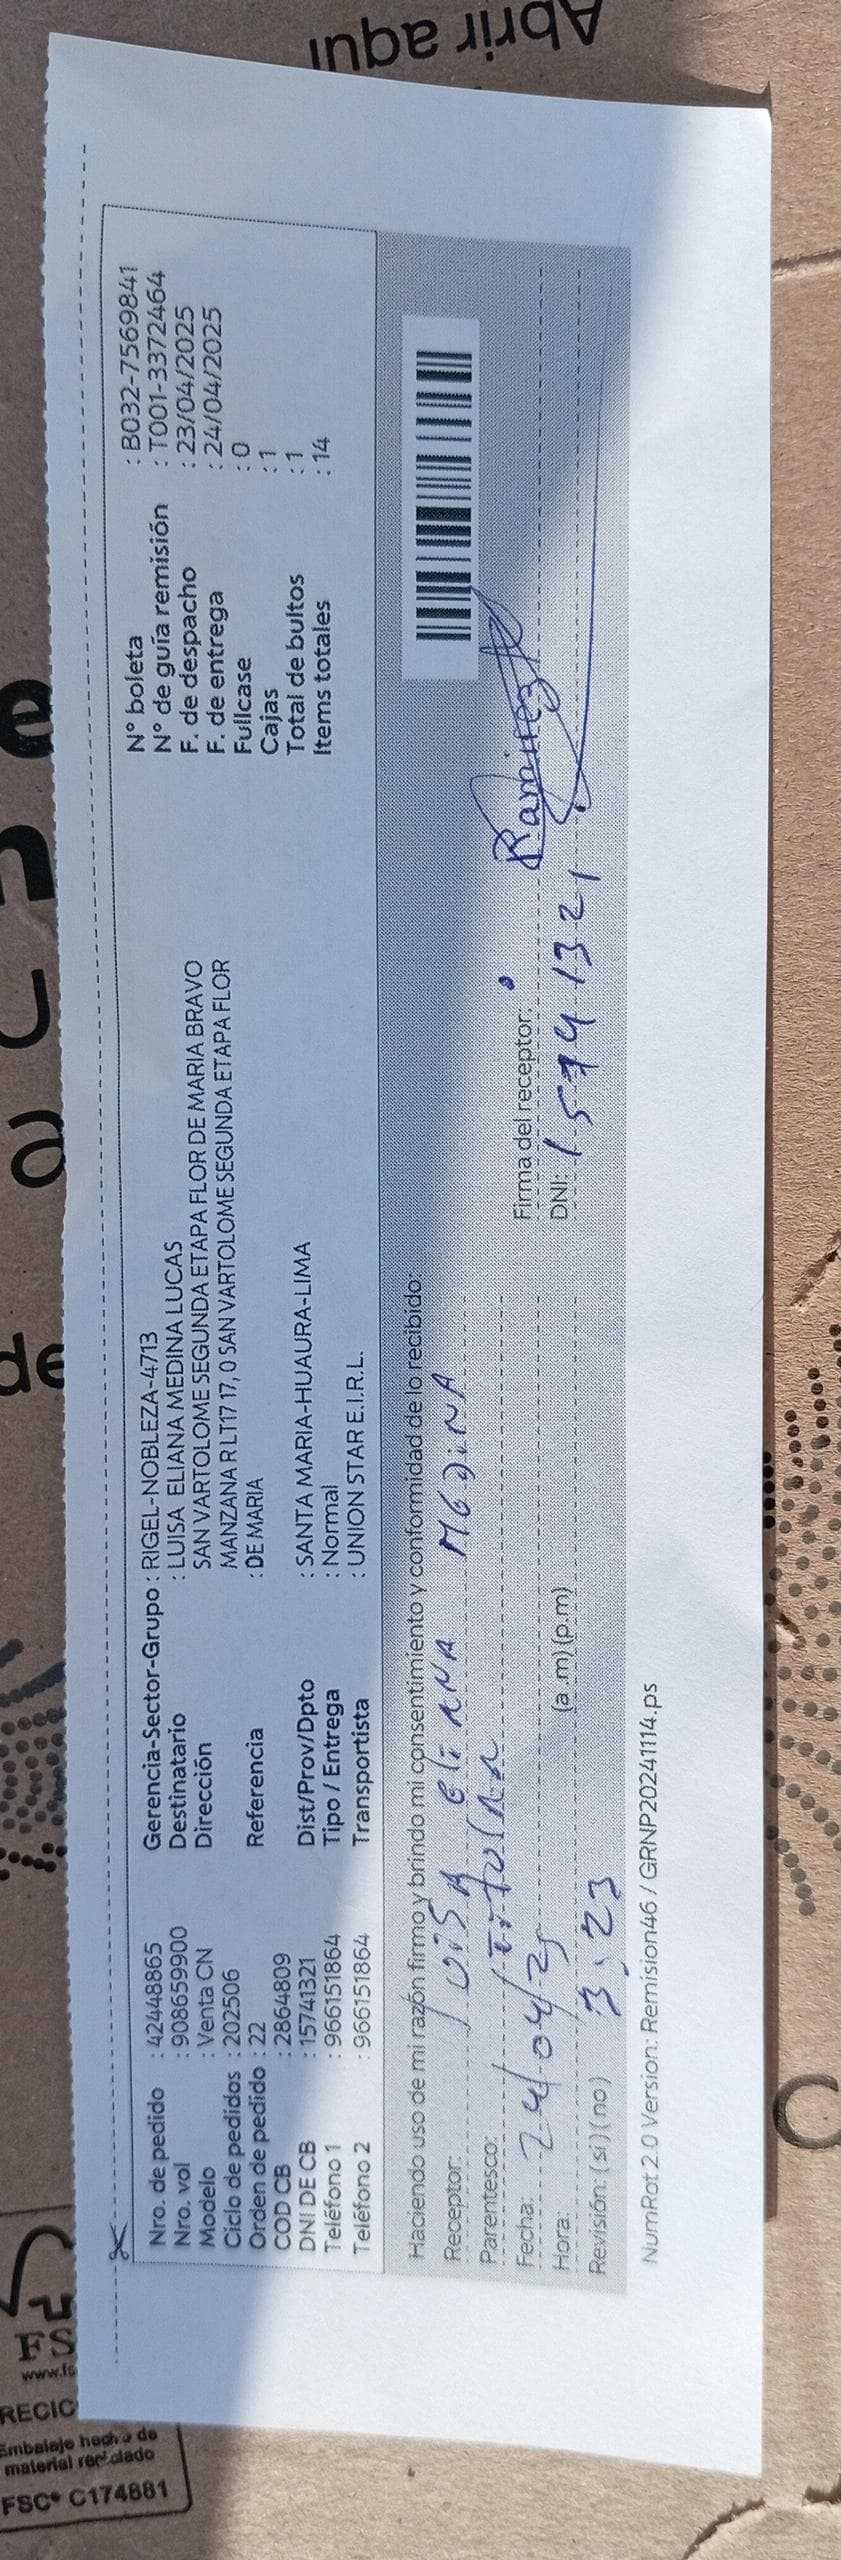 Abrir aquí
Nro. de pedido : 42448865
Nro. vol : 908659900
Modelo : Venta CN
Ciclo de pedidos : 202506
Orden de pedido : 22
COD CB : 2864809
DNI DE CB : 15741321
Teléfono 1 : 966151864
Teléfono 2 : 966151864
Gerencia-Sector-Grupo : RIGEL-NOBLEZA-4713
Destinatario : LUISA ELIANA MEDINA LUCAS
Dirección SAN VARTOLOME SEGUNDA ETAPA FLOR DE MARIA BRAVO
MANZANA R LT17 17, 0 SAN VARTOLOME SEGUNDA ETAPA FLOR
Referencia : DE MARIA
Dist/Prov/Dpto : SANTA MARIA-HUAURA-LIMA
Tipo / Entrega : Normal
Transportista : UNION STAR E.I.R.L.
N° boleta : B032-7569841
N° de guía remisión : T001-3372464
F. de despacho : 23/04/2025
F. de entrega : 24/04/2025
Fullcase : 0
Cajas : 1
Total de bultos : 1
Items totales : 14
Haciendo uso de mi razón firmo y brindo mi consentimiento y conformidad de lo recibido:
Receptor: LUISA ELIANA MEDINA
Parentesco: titular
Fecha: 24/04/25
Hora: (a.m) (p.m)
Revisión: (si) (no) 3:23
Firma del receptor: Ramirez
DNI: 15741321
NumRot 2.0 Version: Remision46 / GRNP20241114.ps
de
FS
www.fs
RECIC
Embalaje hecho de
material reciclado
FSC® C174881